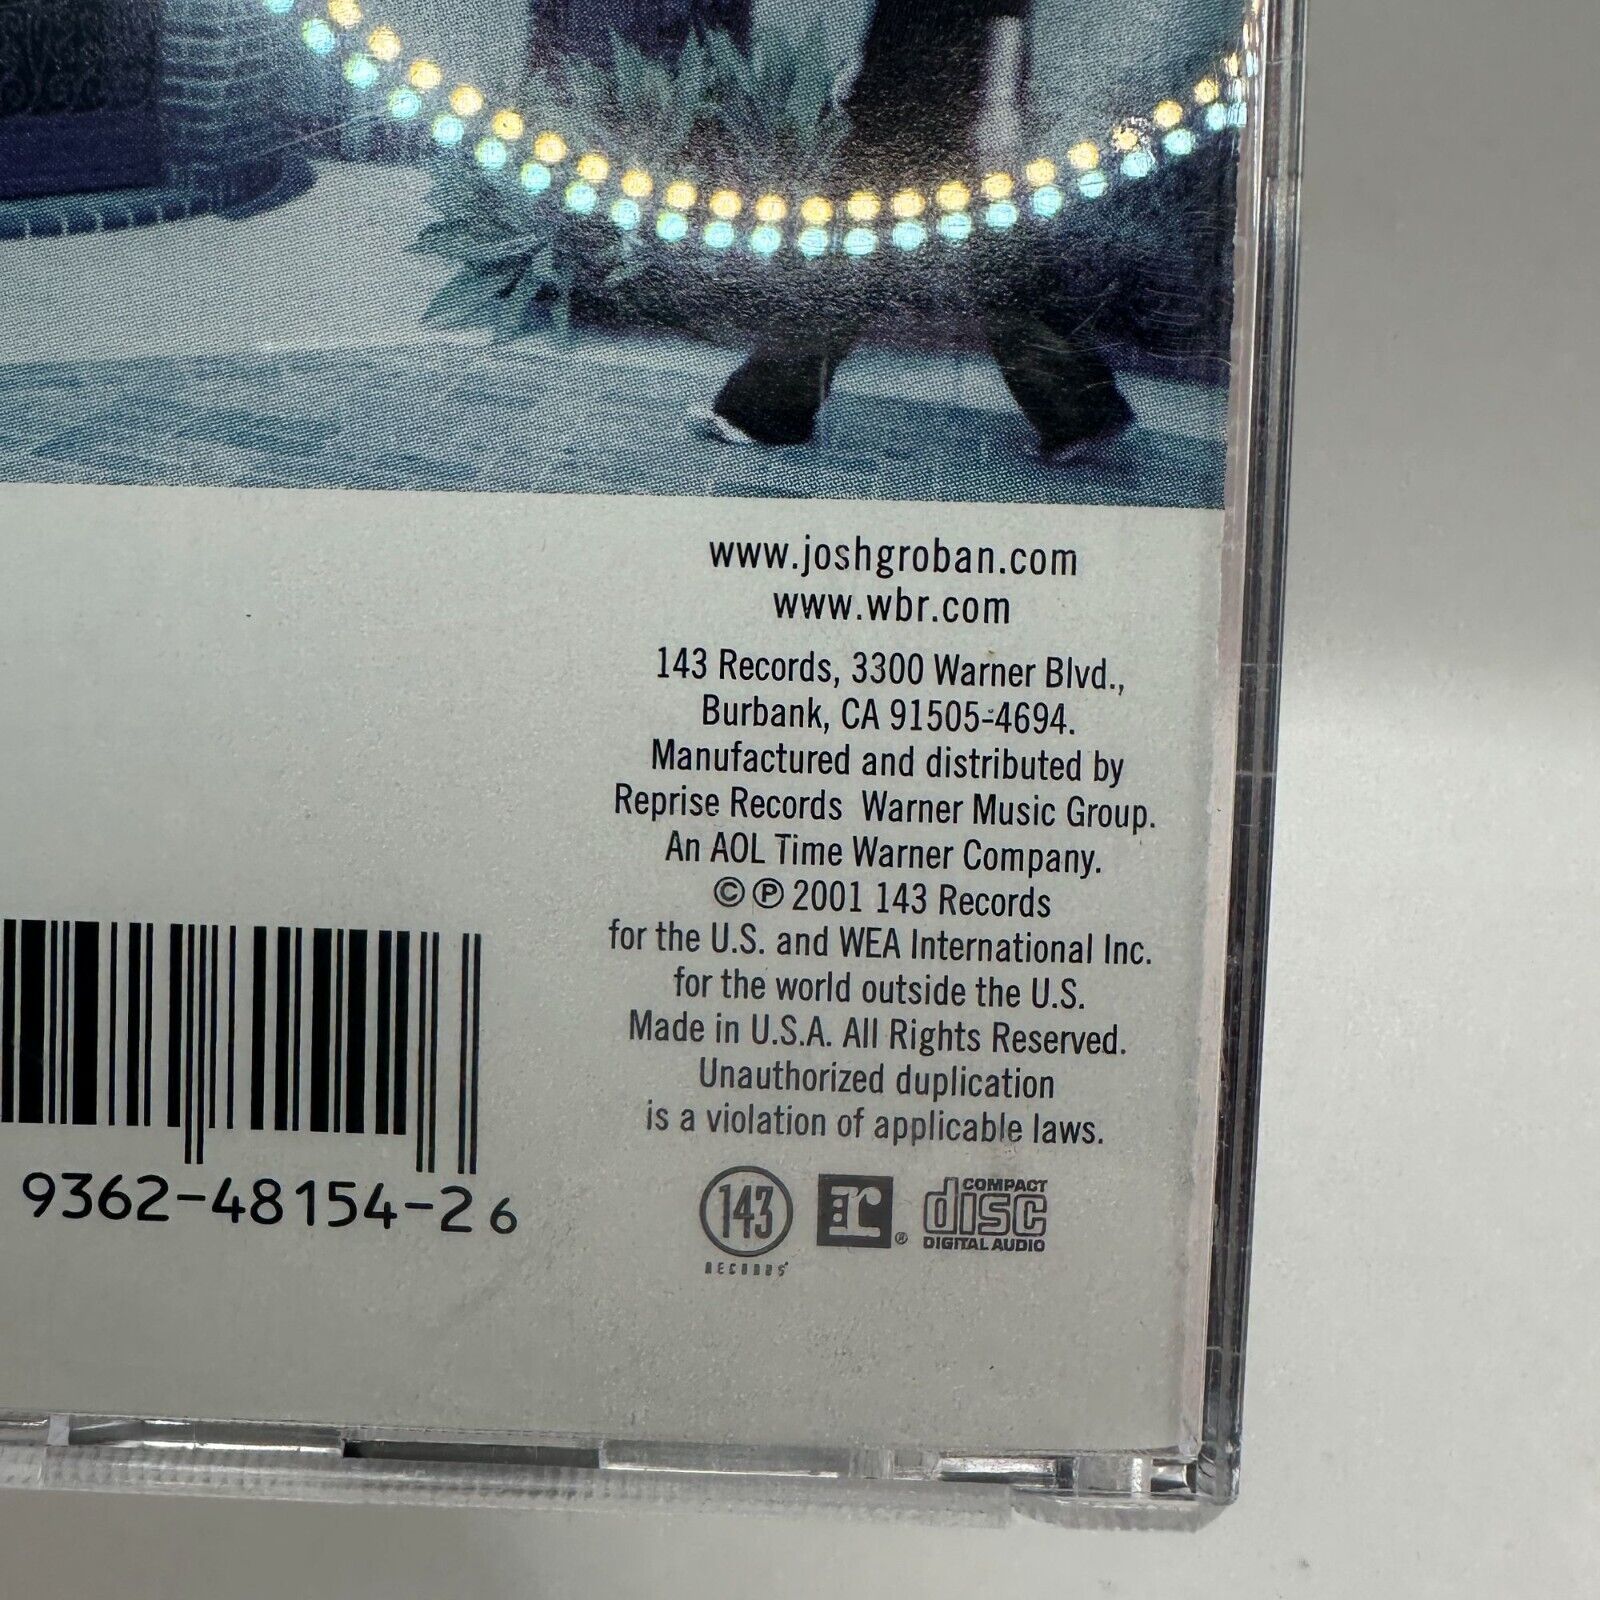 www.joshgroban.com
www.wbr.com
143 Records, 3300 Warner Blvd.,
Burbank, CA 91505-4694.
Manufactured and distributed by
Reprise Records Warner Music Group.
An AOL Time Warner Company.
© ℗ 2001 143 Records
for the U.S. and WEA International Inc.
for the world outside the U.S.
Made in U.S.A. All Rights Reserved.
Unauthorized duplication
is a violation of applicable laws.
9362-48154-26
143
RECORDS
r ®
COMPACT
disc
DIGITAL AUDIO